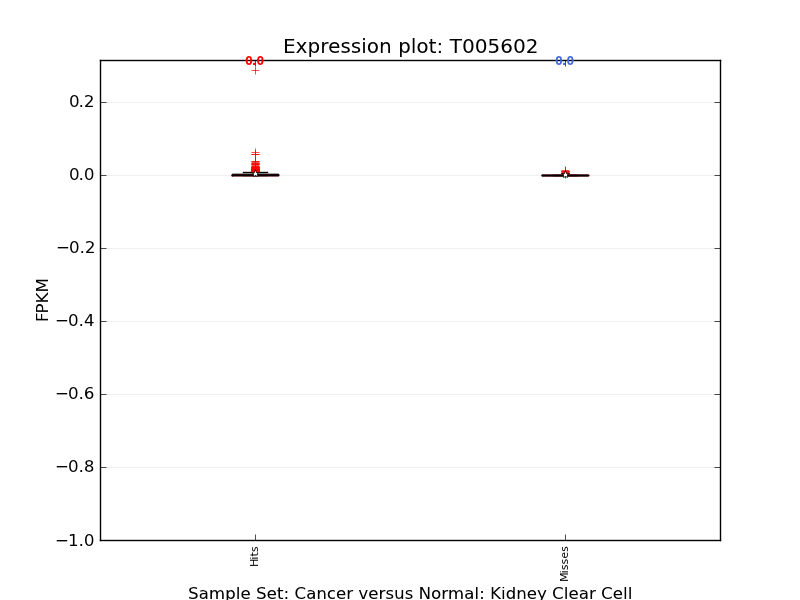 Expression plot: T005602
0.0 0.0
0.2
0.0
−0.2
−0.4
−0.6
−0.8
−1.0
FPKM
Hits Misses
Sample Set: Cancer versus Normal: Kidney Clear Cell